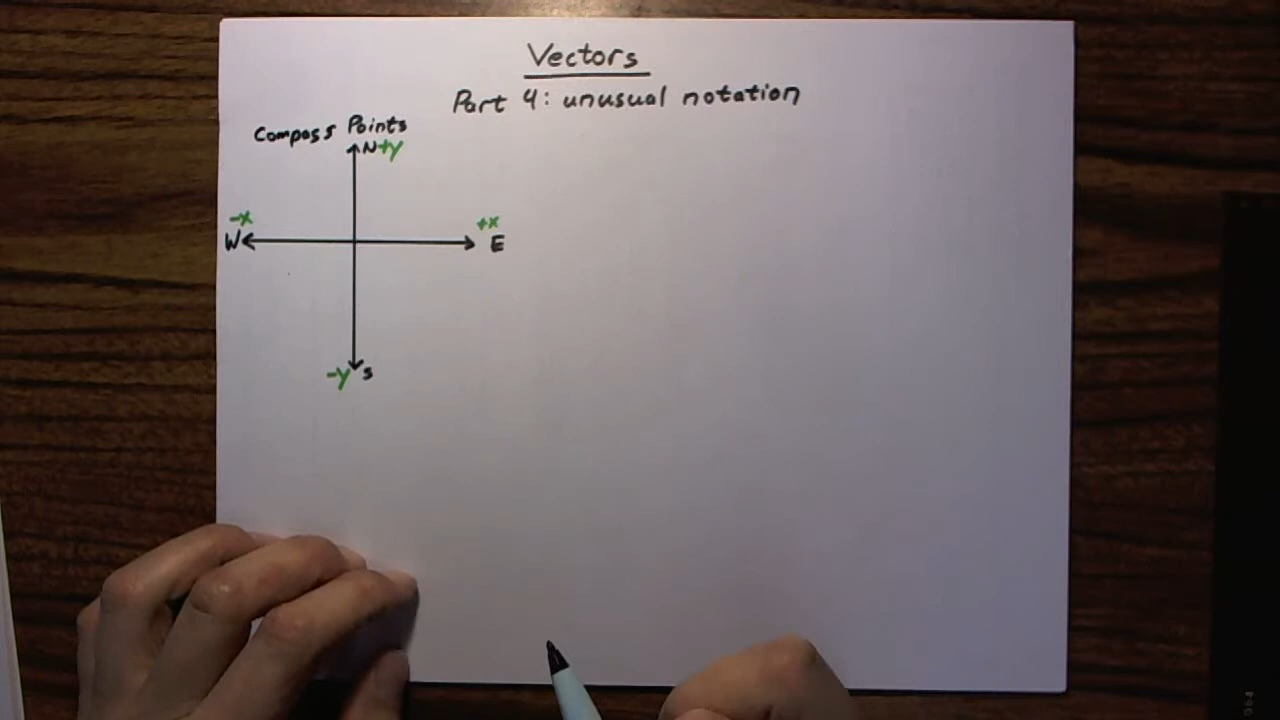 Vectors
Part 4: unusual notation
Compass Points
N +y
-x
+x
W
E
-y s